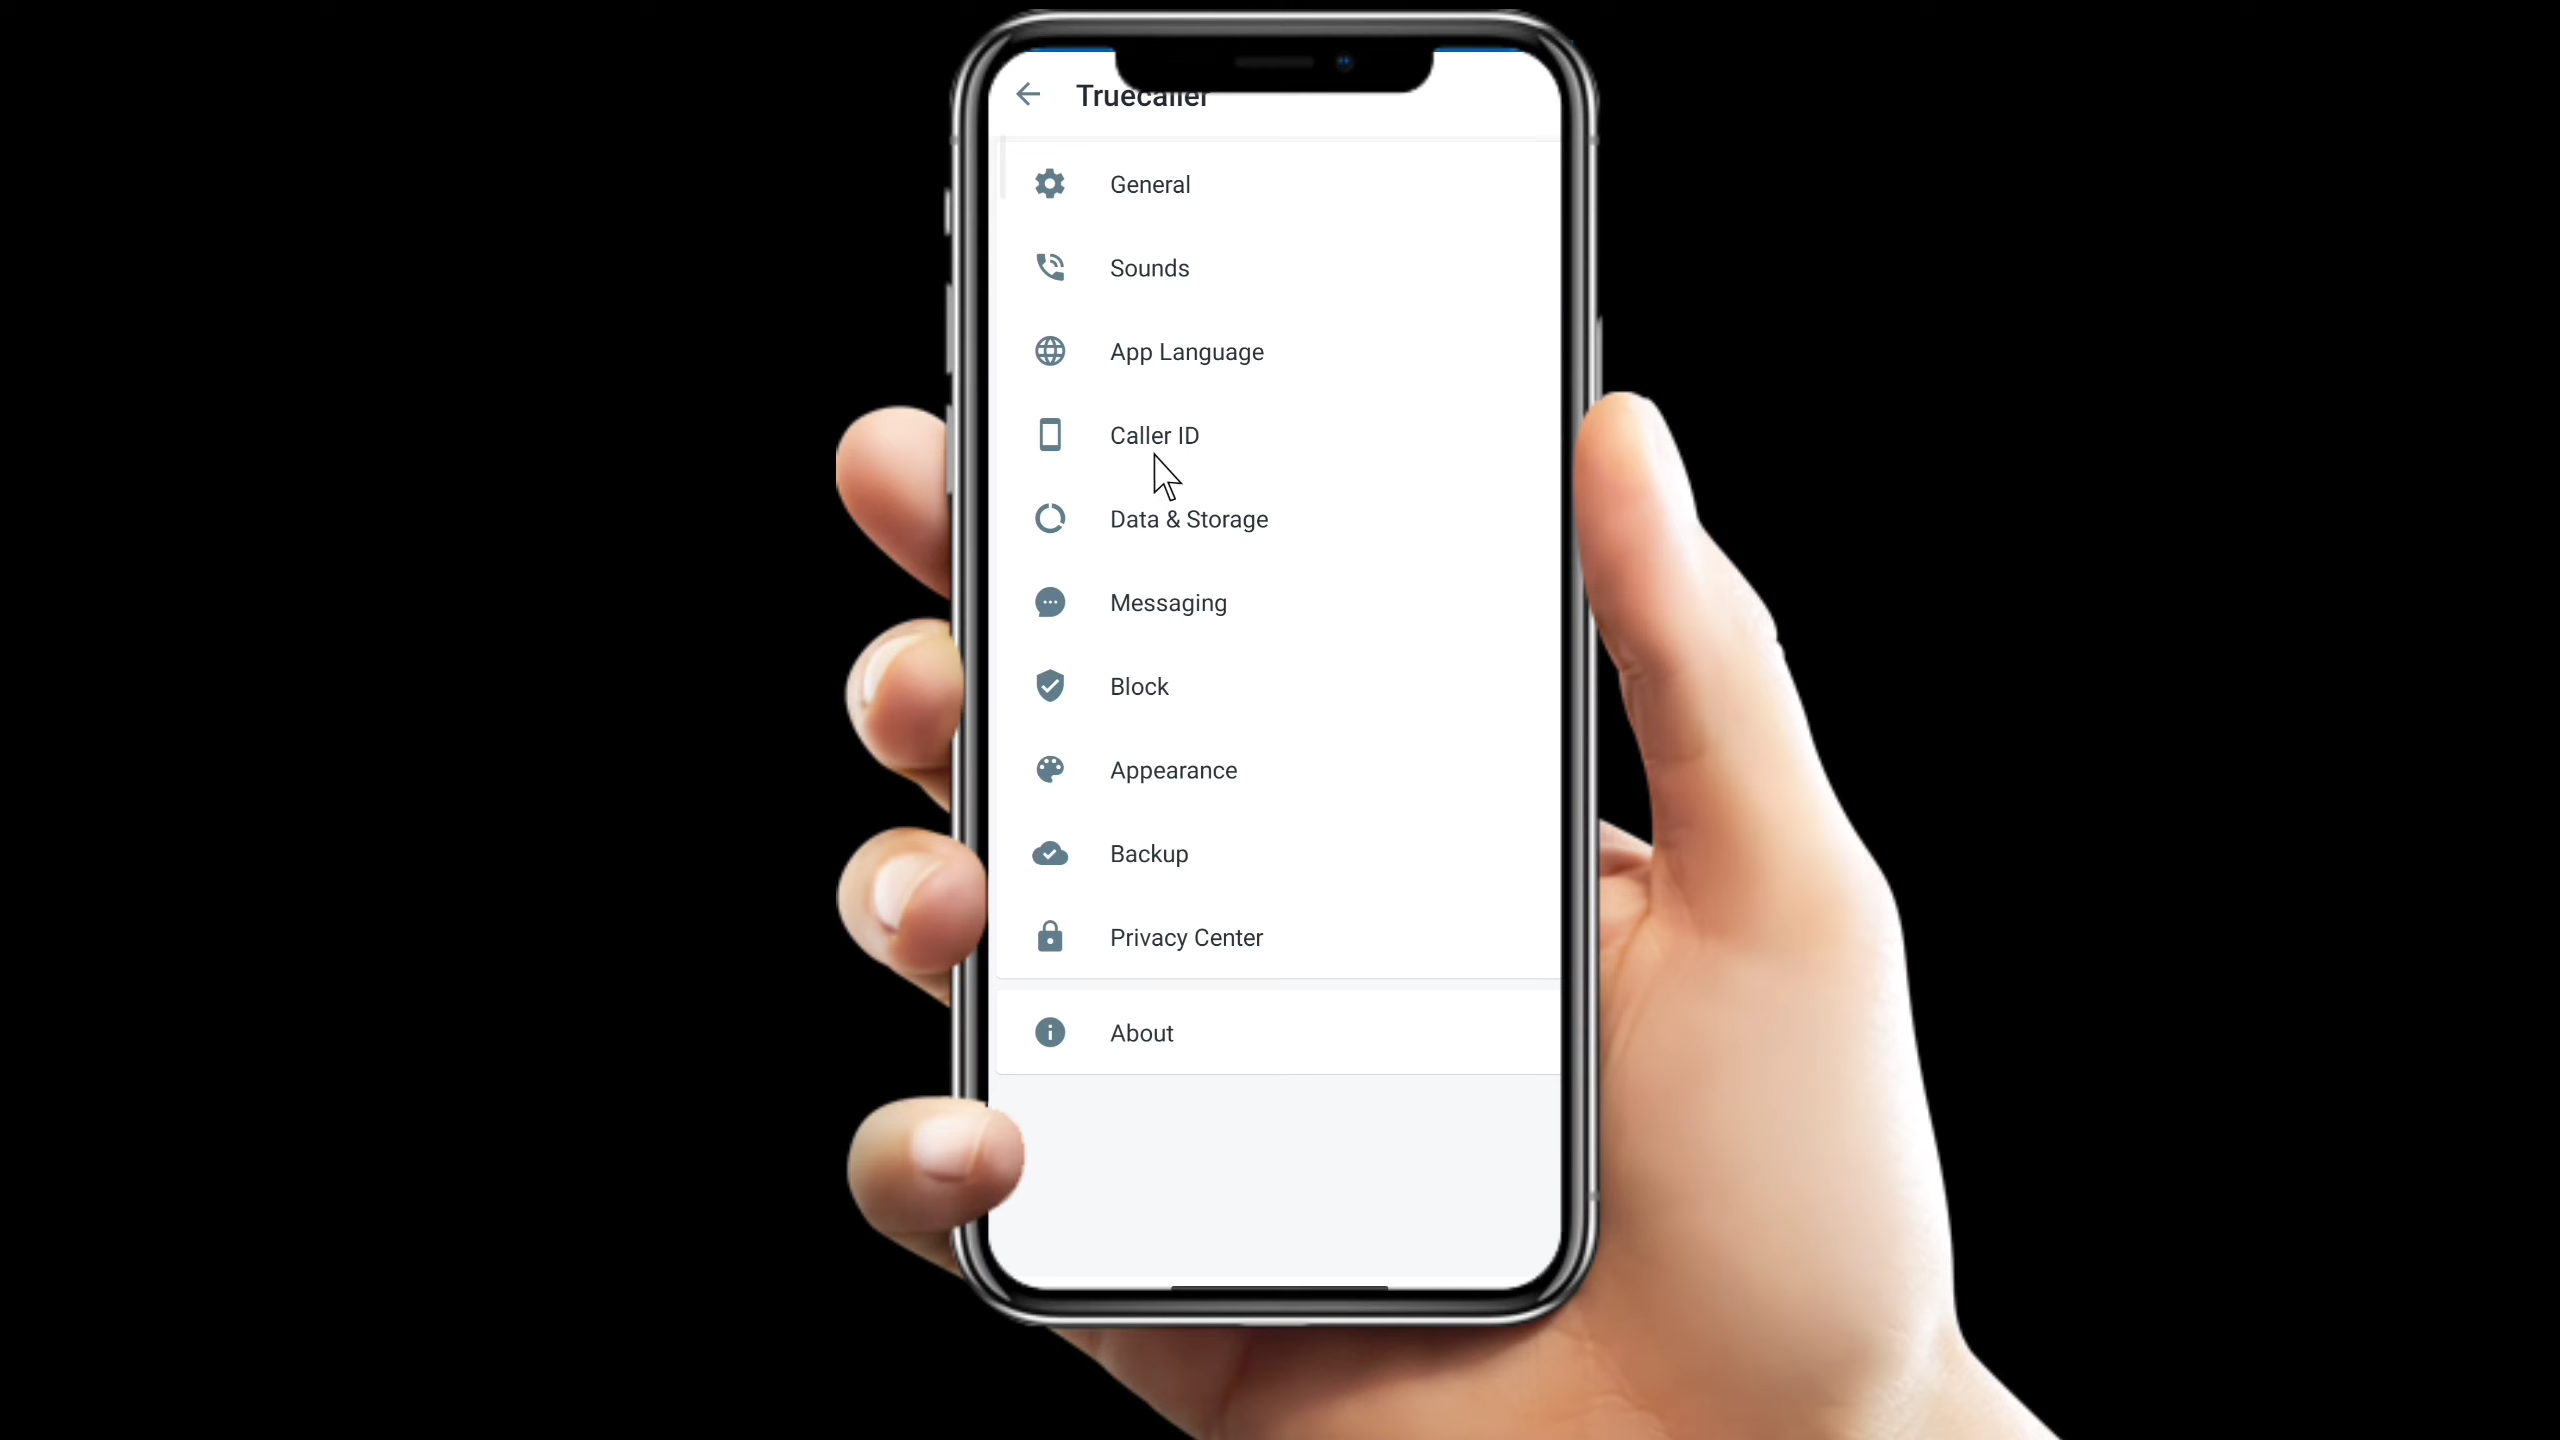 Truecaller
General
Sounds
App Language
Caller ID
Data & Storage
Messaging
Block
Appearance
Backup
Privacy Center
About